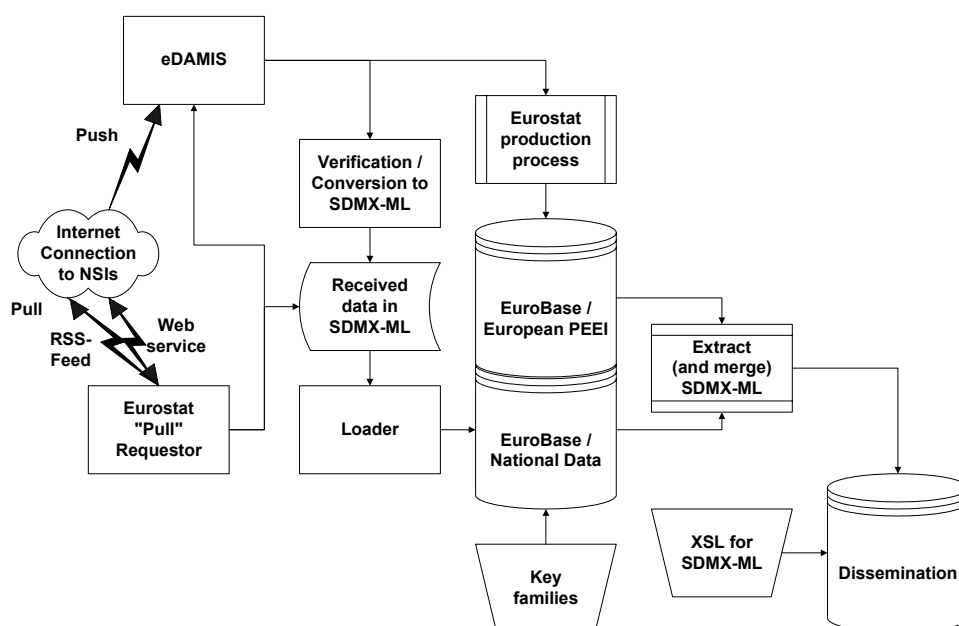 eDAMIS
Eurostat
production
process
Push
Verification /
Conversion to
SDMX-ML
Internet
Connection
to NSIs
Received
data in
SDMX-ML
EuroBase /
European PEEI
Pull
RSS-
Feed
Web
service
Extract
(and merge)
SDMX-ML
Eurostat
"Pull"
Requestor
Loader
EuroBase /
National Data
XSL for
SDMX-ML
Dissemination
Key
families